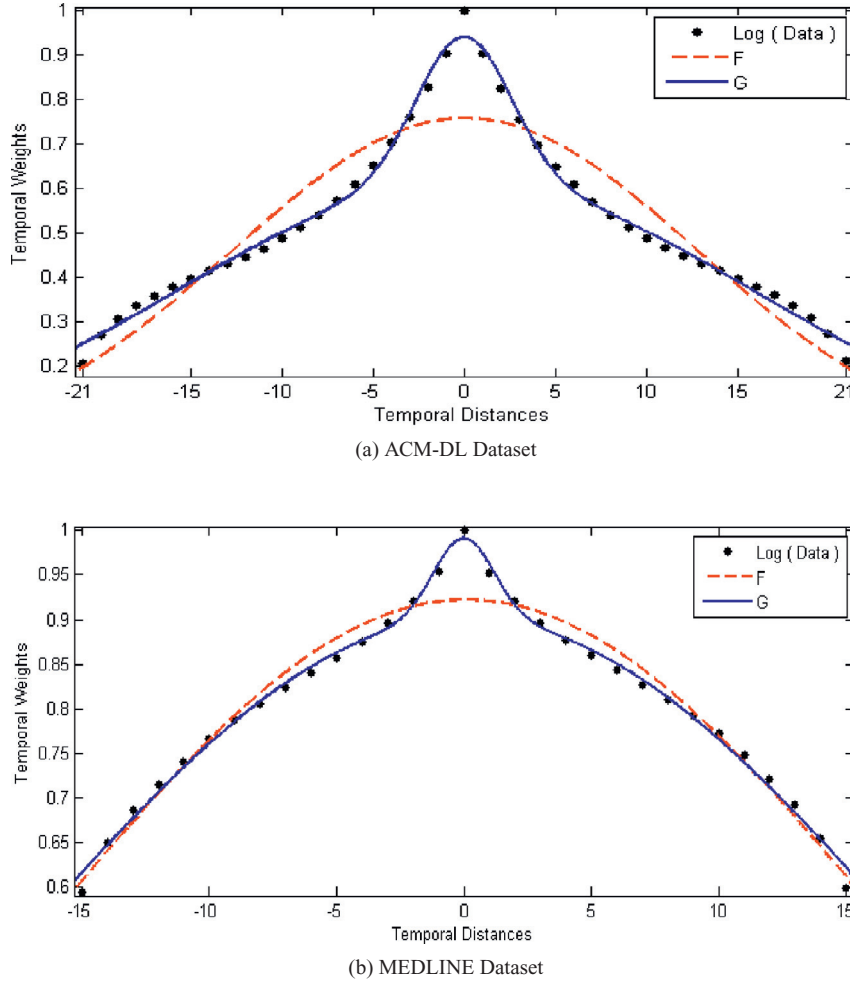 1
0.9
0.8
0.7
0.6
0.5
0.4
0.3
0.2
Temporal Weights
Log ( Data )
F
G
-21 -15 -10 -5 0 5 10 15 21
Temporal Distances
(a) ACM-DL Dataset
1
0.95
0.9
0.85
0.8
0.75
0.7
0.65
0.6
Temporal Weights
Log ( Data )
F
G
-15 -10 -5 0 5 10 15
Temporal Distances
(b) MEDLINE Dataset